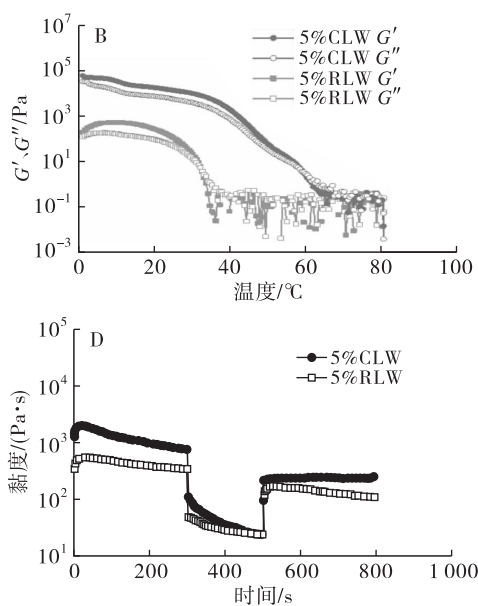 B
5%CLW G′
5%CLW G″
5%RLW G′
5%RLW G″
10⁷
10⁵
10³
10¹
10⁻¹
10⁻³
G′、G″/Pa
0 20 40 60 80 100
温度/℃
D
5%CLW
5%RLW
10⁵
10⁴
10³
10²
10¹
黏度/(Pa·s)
0 200 400 600 800 1 000
时间/s